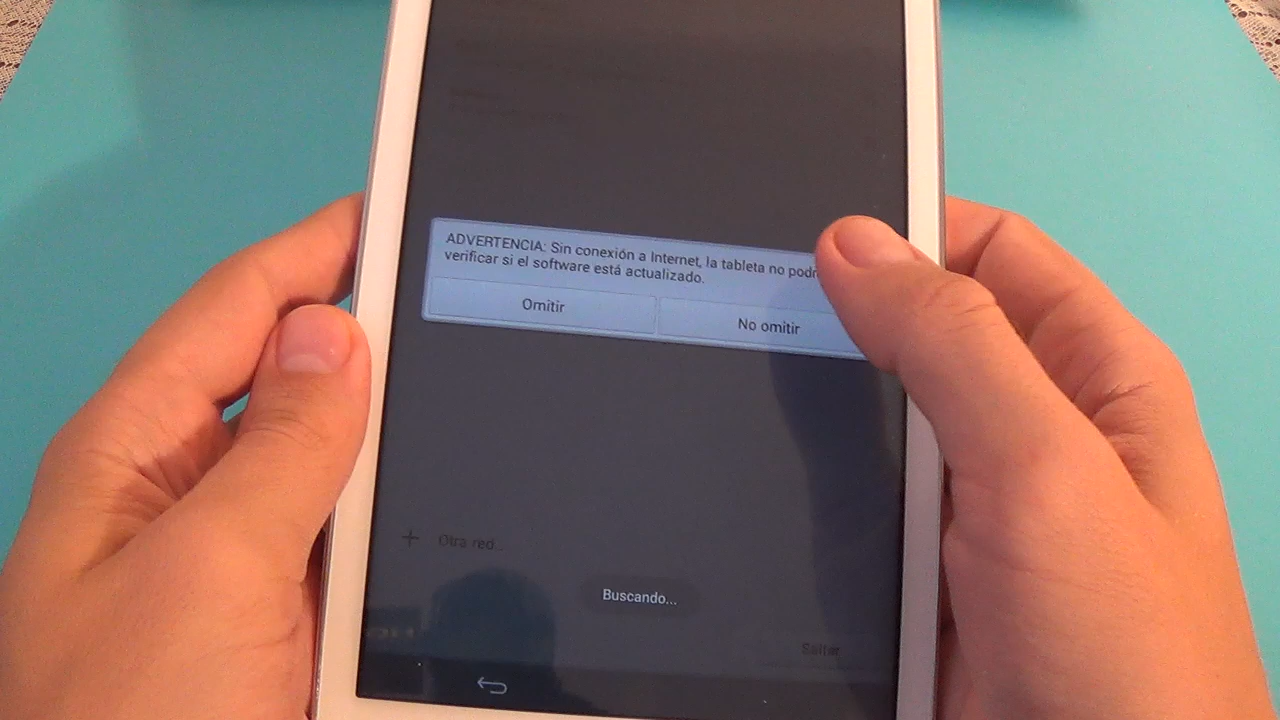 ADVERTENCIA: Sin conexión a Internet, la tableta no
verificar si el software está actualizado.
Omitir
No omitir
Otra red...
Buscando...
Saltar